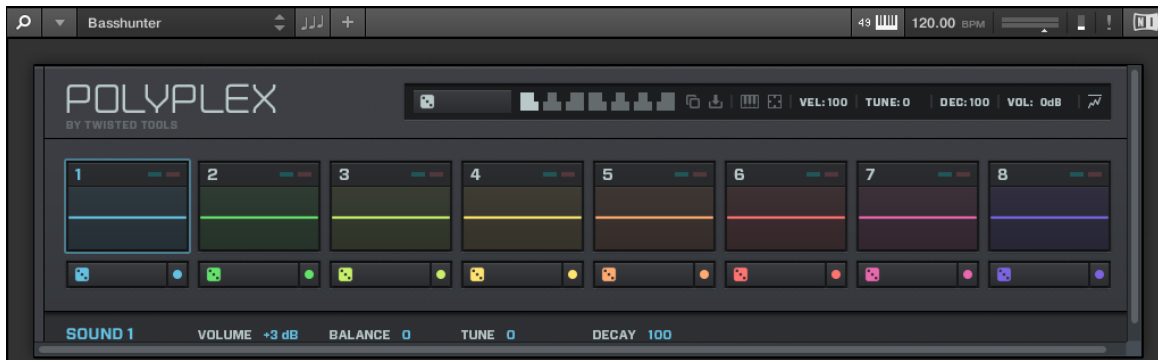 Basshunter 49 120.00 BPM ! NI
POLYPLEX
BY TWISTED TOOLS
VEL: 100 TUNE: 0 DEC: 100 VOL: 0dB
1 2 3 4 5 6 7 8
SOUND 1 VOLUME +3 dB BALANCE 0 TUNE 0 DECAY 100